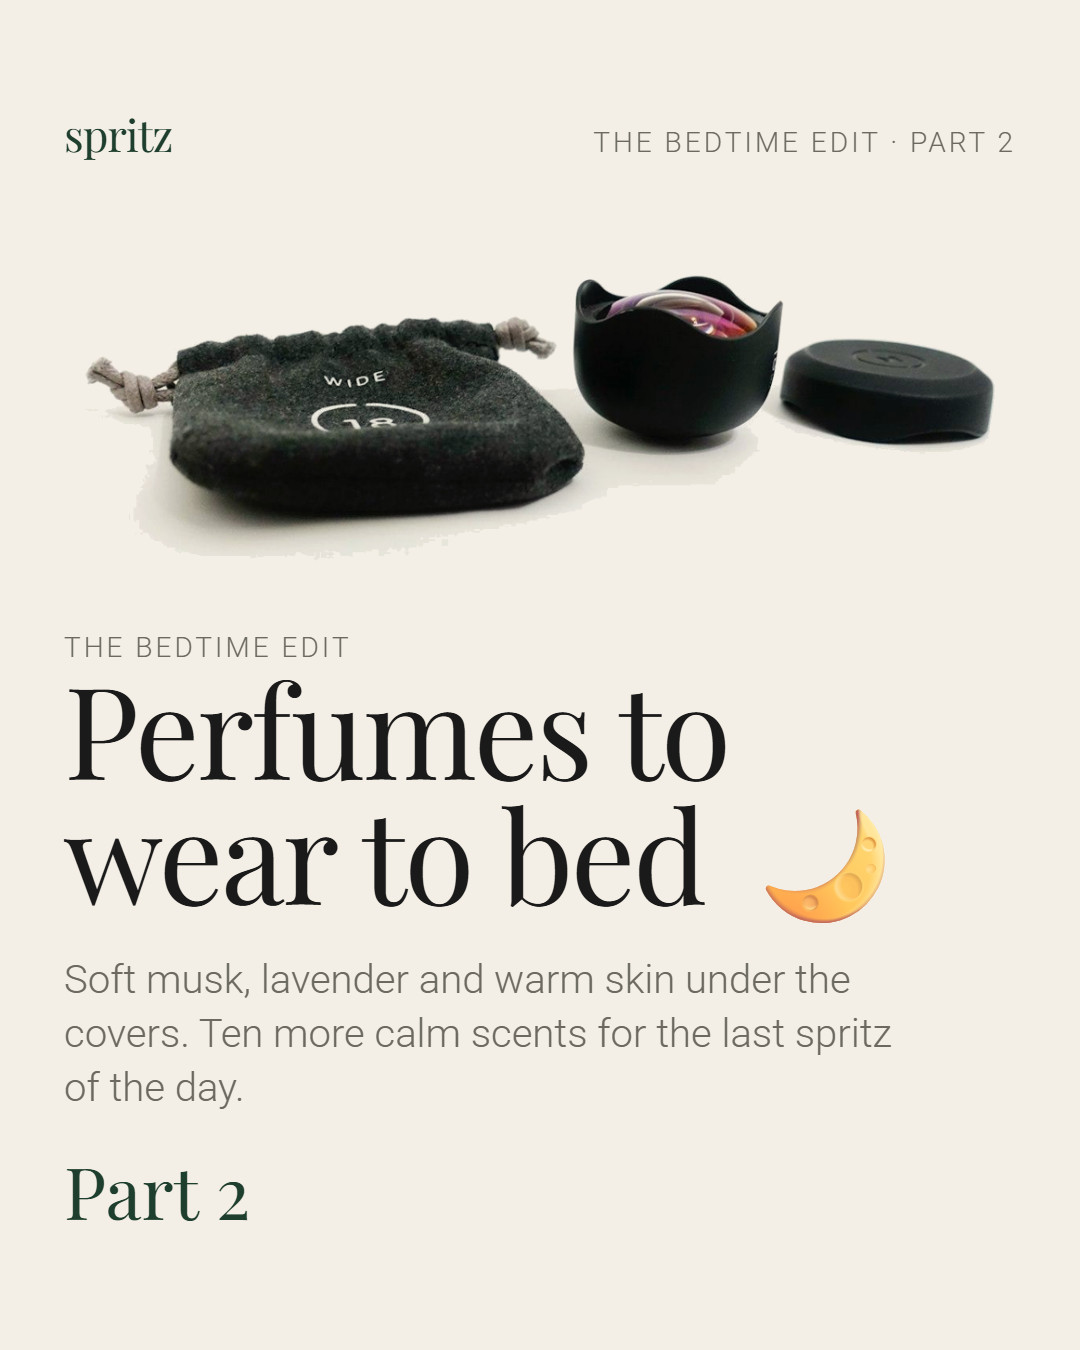 spritz
THE BEDTIME EDIT · PART 2
WIDE
18
THE BEDTIME EDIT
Perfumes to
wear to bed 🌙
Soft musk, lavender and warm skin under the
covers. Ten more calm scents for the last spritz
of the day.
Part 2